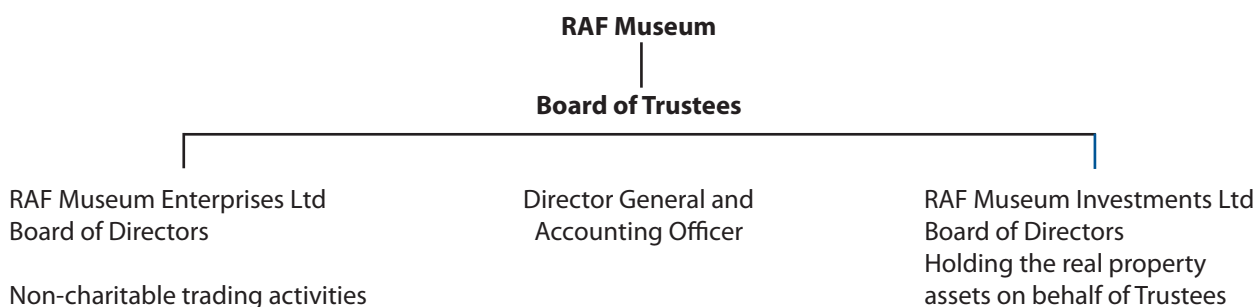 RAF Museum
Board of Trustees
RAF Museum Enterprises Ltd
Board of Directors
Non-charitable trading activities
Director General and
Accounting Officer
RAF Museum Investments Ltd
Board of Directors
Holding the real property
assets on behalf of Trustees